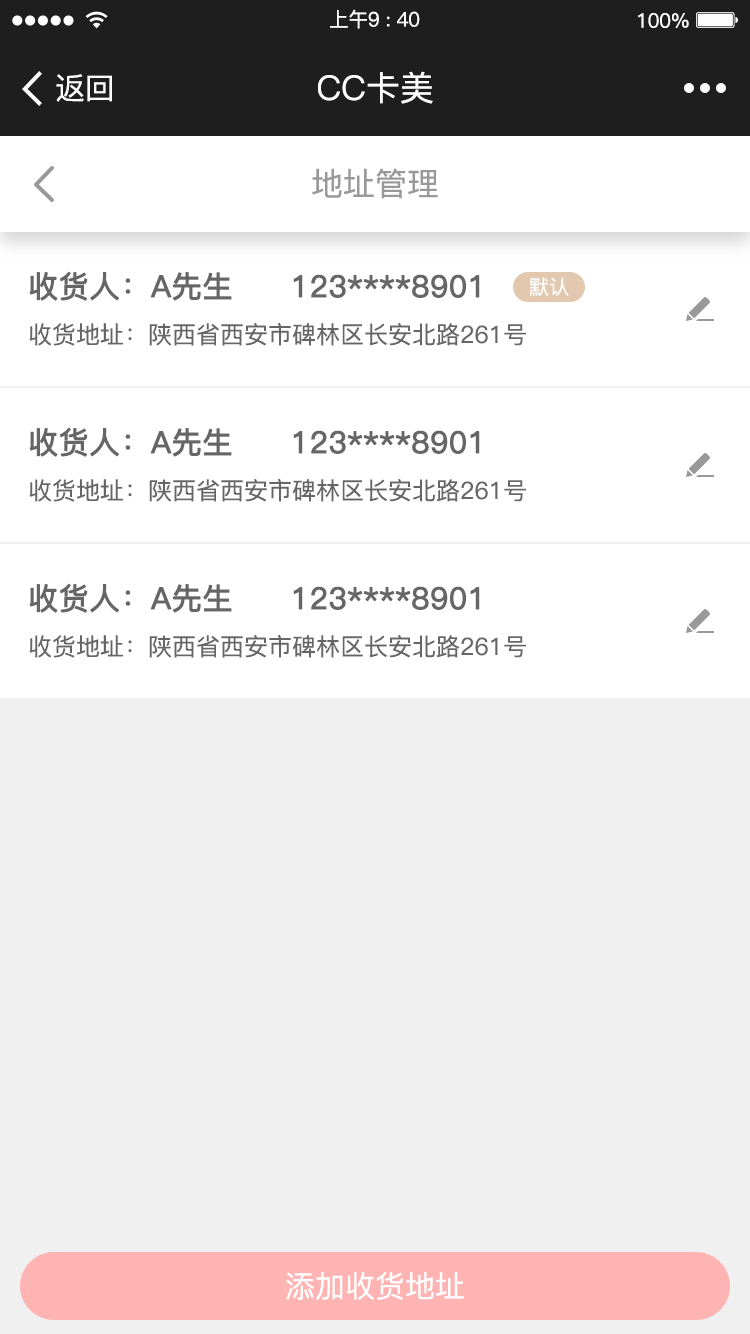 上午9 : 40
100%
返回
CC卡美
地址管理
收货人：A先生 123****8901 默认
收货地址：陕西省西安市碑林区长安北路261号
收货人：A先生 123****8901
收货地址：陕西省西安市碑林区长安北路261号
收货人：A先生 123****8901
收货地址：陕西省西安市碑林区长安北路261号
添加收货地址